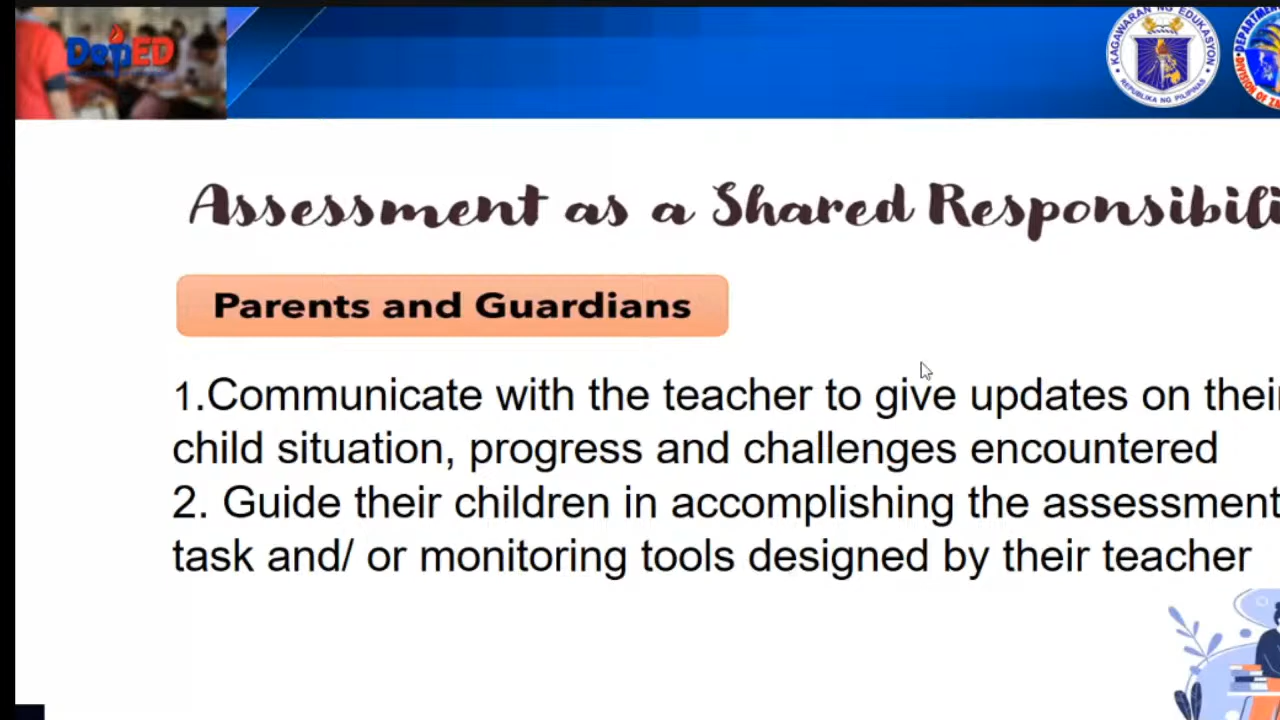 DepED
KAGAWARAN NG EDUKASYON
REPUBLIKA NG PILIPINAS
Assessment as a Shared Responsibili
Parents and Guardians
1.Communicate with the teacher to give updates on their
child situation, progress and challenges encountered
2. Guide their children in accomplishing the assessment
task and/ or monitoring tools designed by their teacher